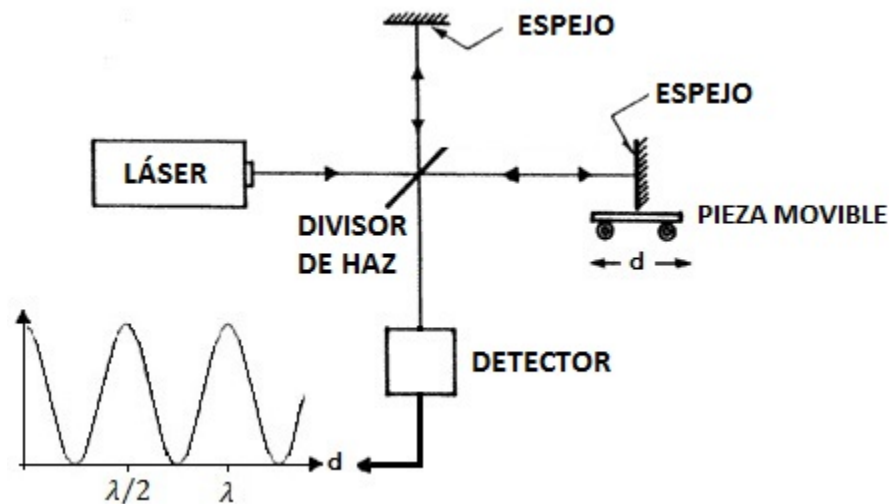 ESPEJO
ESPEJO
LÁSER
DIVISOR
DE HAZ
PIEZA MOVIBLE
d
DETECTOR
d
λ/2
λ